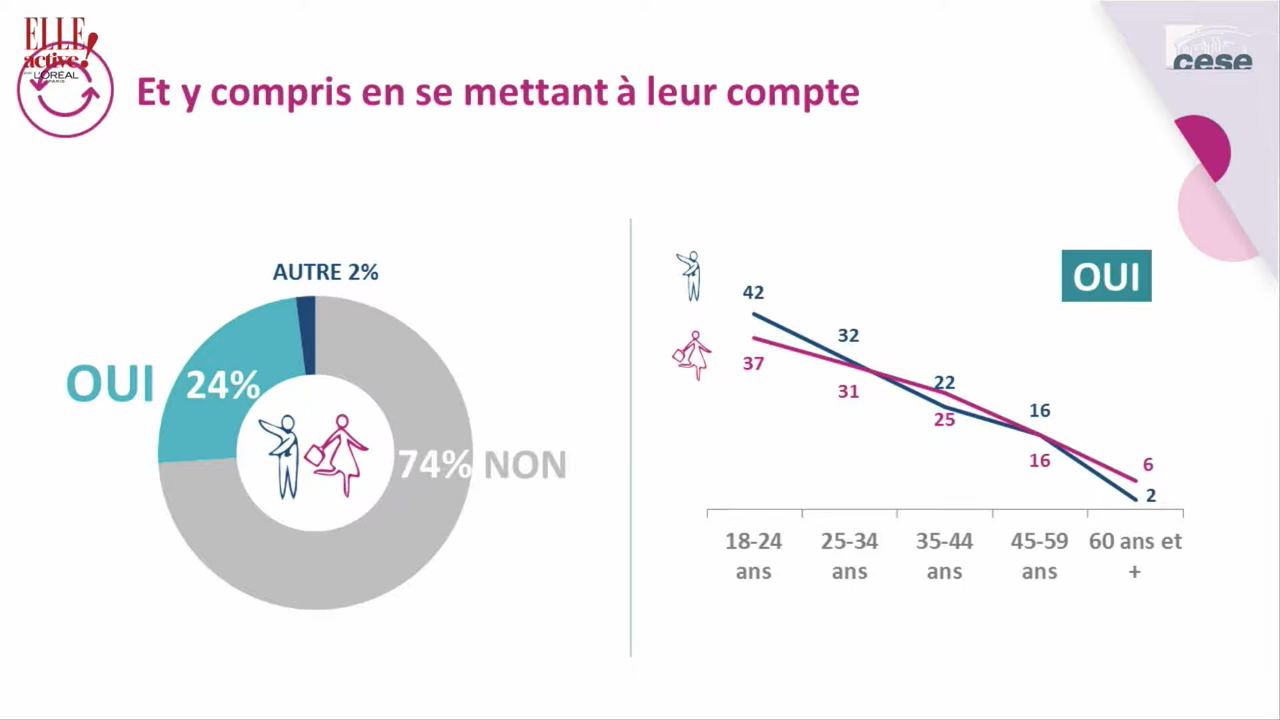 ELLE
active!
L'ORÉAL
PARIS
Et y compris en se mettant à leur compte
cese
AUTRE 2%
OUI 24%
74% NON
OUI
42
32
37
31
22
25
16
16
6
2
18-24 ans
25-34 ans
35-44 ans
45-59 ans
60 ans et +